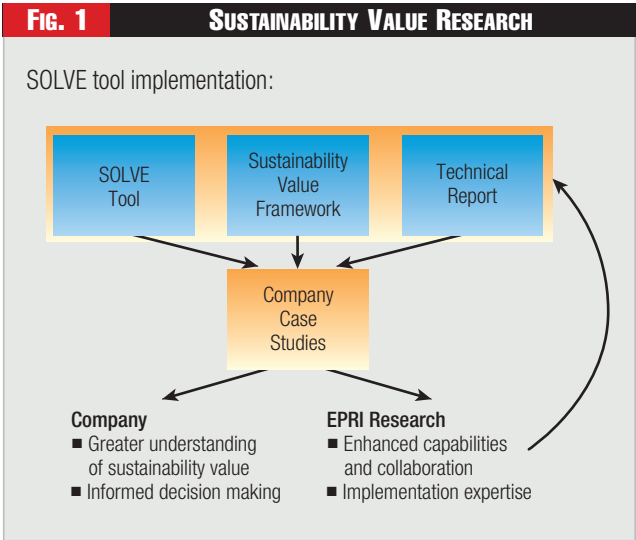 FIG. 1 SUSTAINABILITY VALUE RESEARCH
SOLVE tool implementation:
SOLVE
Tool
Sustainability
Value
Framework
Technical
Report
Company
Case
Studies
Company
■ Greater understanding
of sustainability value
■ Informed decision making
EPRI Research
■ Enhanced capabilities
and collaboration
■ Implementation expertise